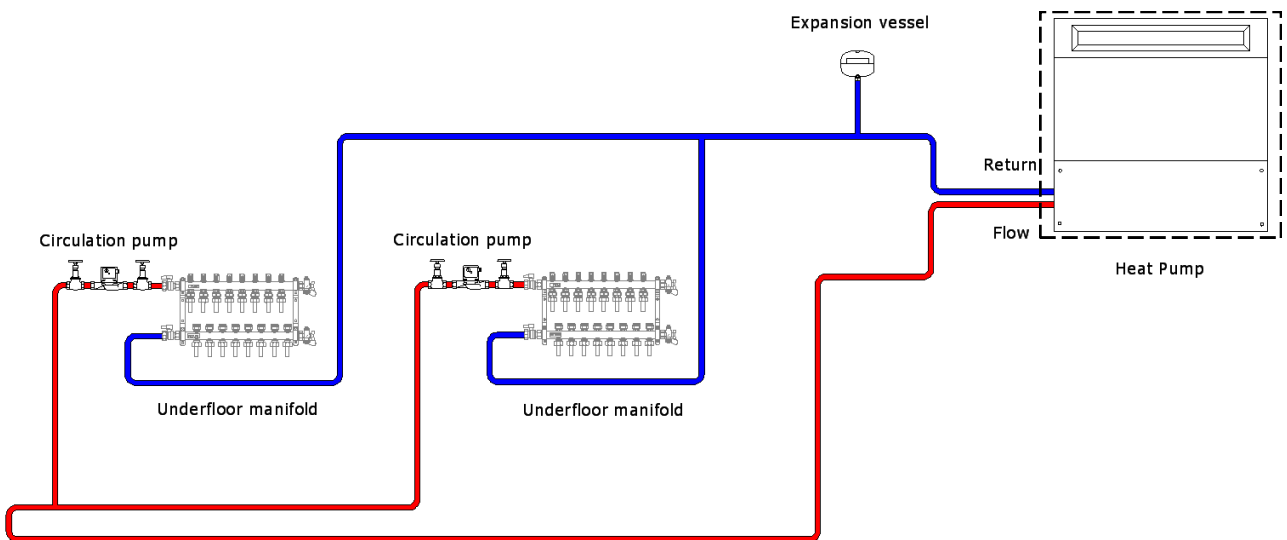 Expansion vessel
Return
Circulation pump
Circulation pump
Flow
Heat Pump
Underfloor manifold
Underfloor manifold